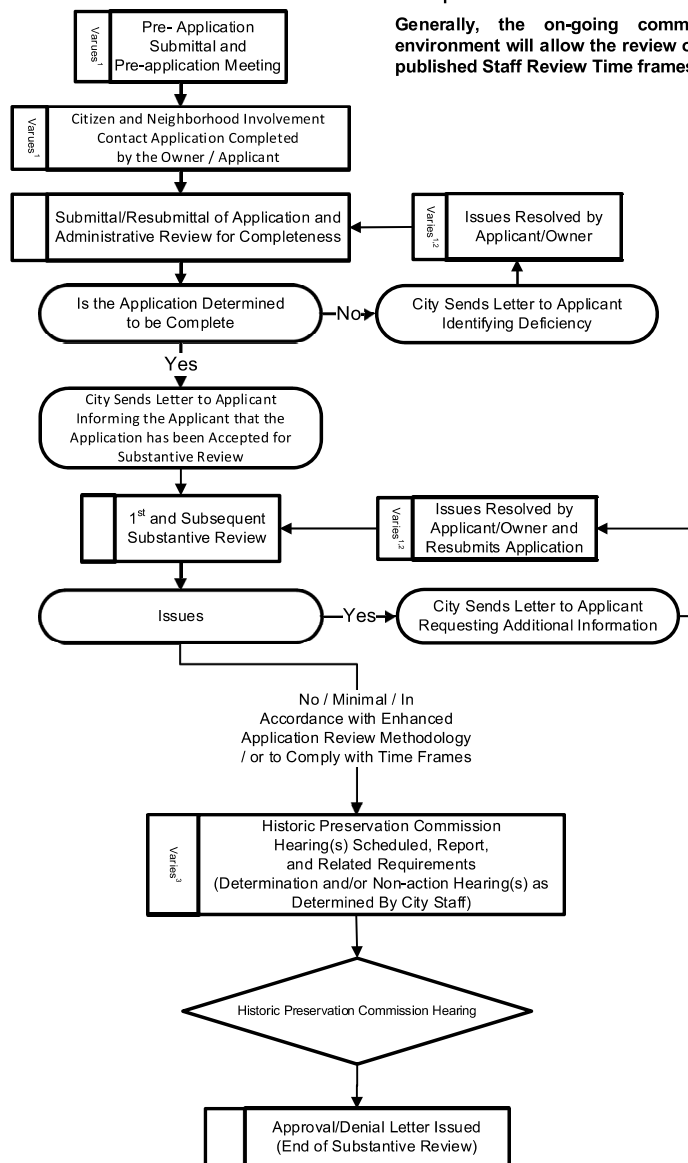 Generally, the on-going comm
environment will allow the review o
published Staff Review Time frames
Varues1
Pre- Application
Submittal and
Pre-application Meeting
Varues1
Citizen and Neighborhood Involvement
Contact Application Completed
by the Owner / Applicant
Submittal/Resubmittal of Application and
Administrative Review for Completeness
Varies1,2
Issues Resolved by
Applicant/Owner
Is the Application Determined
to be Complete
No
City Sends Letter to Applicant
Identifying Deficiency
Yes
City Sends Letter to Applicant
Informing the Applicant that the
Application has been Accepted for
Substantive Review
1st and Subsequent
Substantive Review
Varies1,2
Issues Resolved by
Applicant/Owner and
Resubmits Application
Issues
Yes
City Sends Letter to Applicant
Requesting Additional Information
No / Minimal / In
Accordance with Enhanced
Application Review Methodology
/ or to Comply with Time Frames
Varies3
Historic Preservation Commission
Hearing(s) Scheduled, Report,
and Related Requirements
(Determination and/or Non-action Hearing(s) as
Determined By City Staff)
Historic Preservation Commission Hearing
Approval/Denial Letter Issued
(End of Substantive Review)